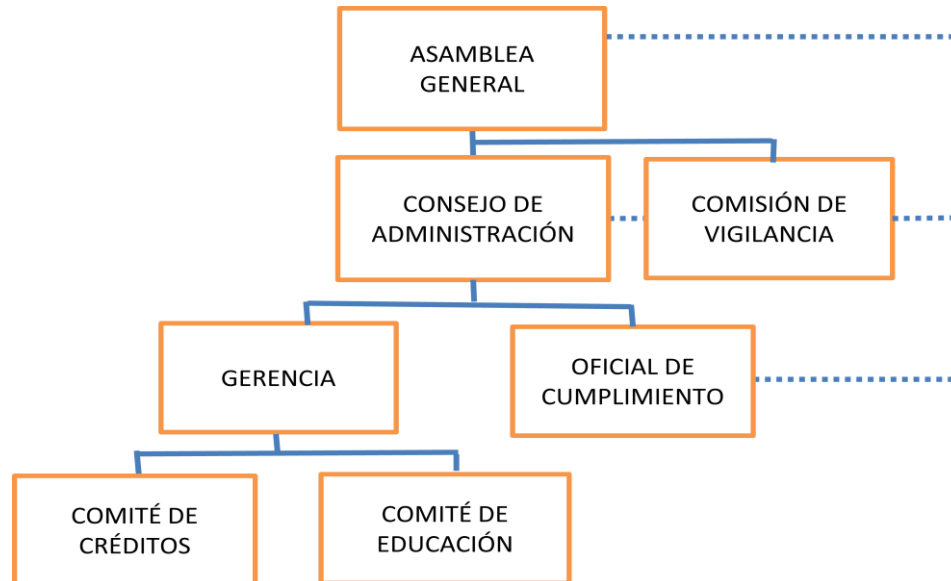 ASAMBLEA
GENERAL
CONSEJO DE
ADMINISTRACIÓN
COMISIÓN DE
VIGILANCIA
GERENCIA
OFICIAL DE
CUMPLIMIENTO
COMITÉ DE
CRÉDITOS
COMITÉ DE
EDUCACIÓN